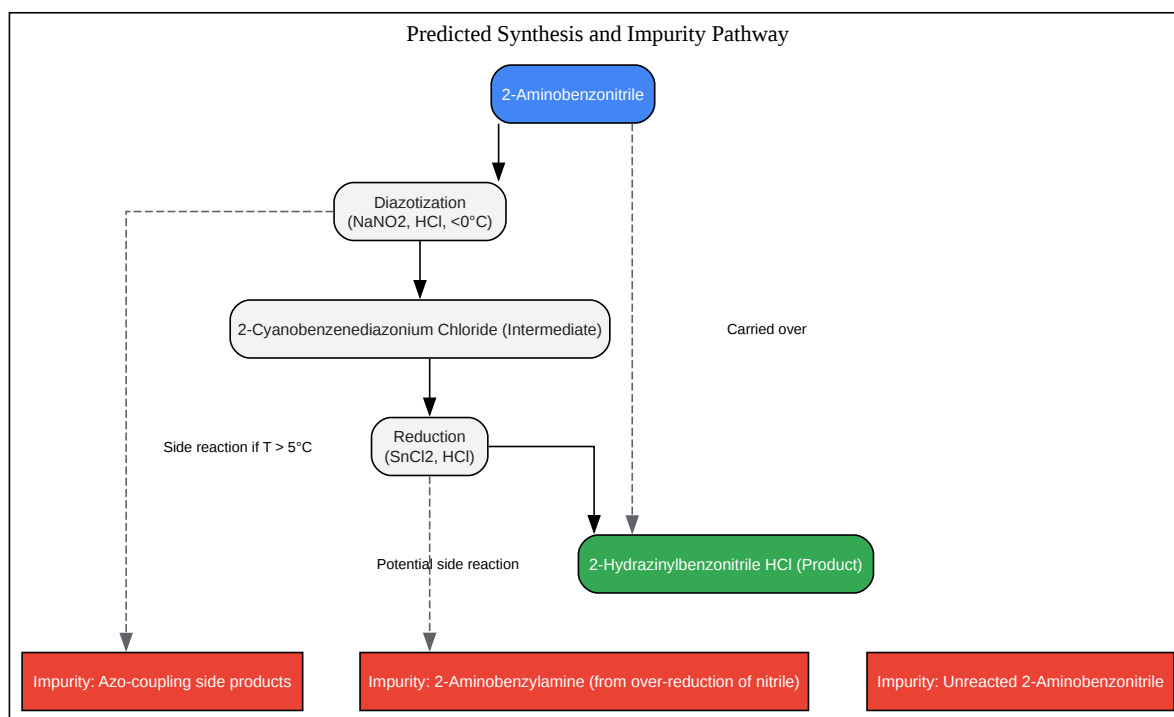 Predicted Synthesis and Impurity Pathway
2-Aminobenzonitrile
Diazotization
(NaNO2, HCl, <0°C)
2-Cyanobenzenediazonium Chloride (Intermediate)
Carried over
Reduction
(SnCl2, HCl)
Side reaction if T > 5°C
2-Hydrazinylbenzonitrile HCl (Product)
Potential side reaction
Impurity: Azo-coupling side products
Impurity: 2-Aminobenzylamine (from over-reduction of nitrile)
Impurity: Unreacted 2-Aminobenzonitrile